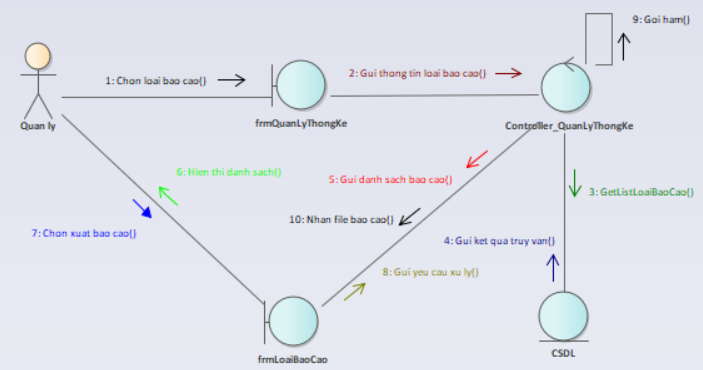 9: Goi ham()
1: Chon loai bao cao()
2: Gui thong tin loai bao cao()
Quan ly
frmQuanLyThongKe
Controller_QuanLyThongKe
6: Hien thi danh sach()
5: Gui danh sach bao cao()
3: GetListLoaiBaoCao()
10: Nhan file bao cao()
7: Chon xuat bao cao()
4: Gui ket qua truy van()
8: Gui yeu cau xu ly()
frmLoaiBaoCao
CSDL